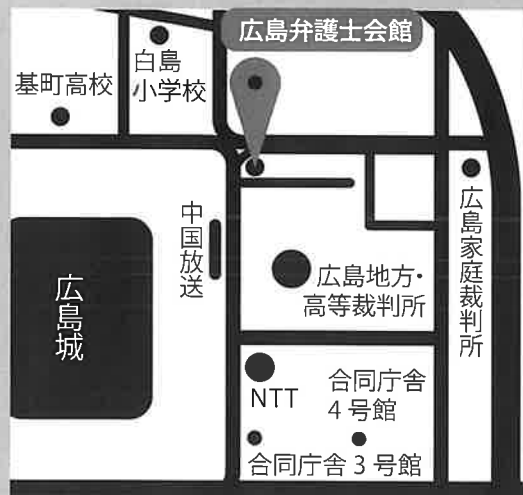 広島弁護士会館
白島
小学校
基町高校
中国放送
広島城
広島地方・
高等裁判所
広島家庭裁判所
NTT
合同庁舎
4号館
合同庁舎3号館